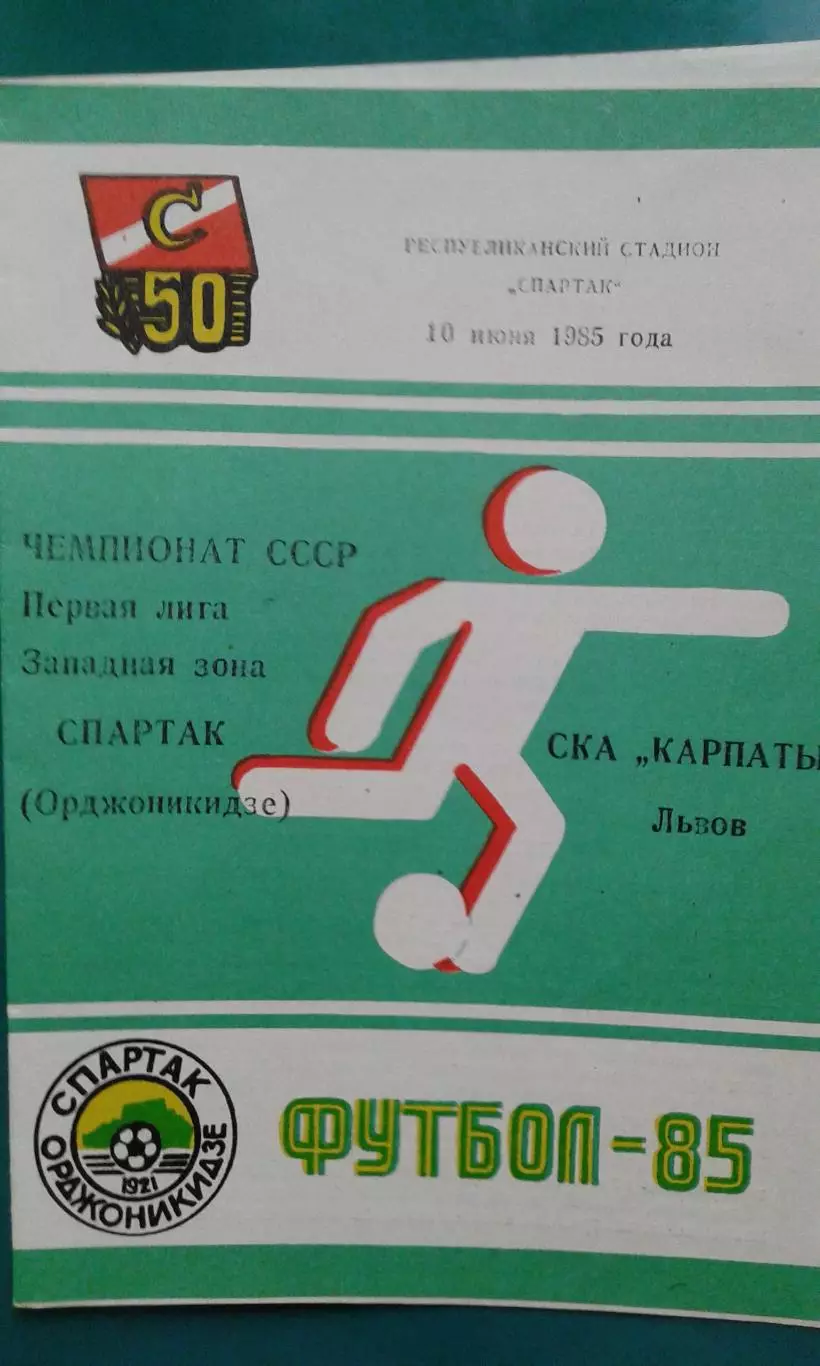 С
50
РЕСПУБЛИКАНСКИЙ СТАДИОН
„СПАРТАК“
10 июня 1985 года
ЧЕМПИОНАТ СССР
Первая лига
Западная зона
СПАРТАК
(Орджоникидзе)
СКА „КАРПАТЫ
Львов
СПАРТАК
1921
ОРДЖОНИКИДЗЕ
ФУТБОЛ-85